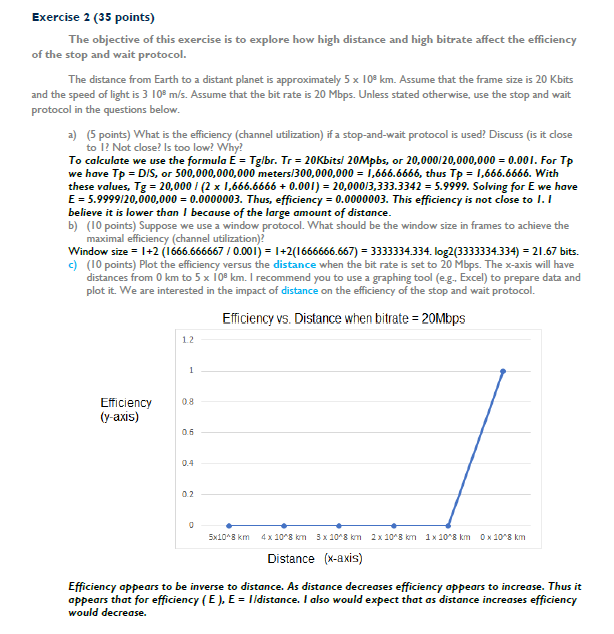 Exercise 2 (35 points)
The objective of this exercise is to explore how high distance and high bitrate affect the efficiency
of the stop and wait protocol.
The distance from Earth to a distant planet is approximately 5 x 10⁸ km. Assume that the frame size is 20 Kbits
and the speed of light is 3 10⁸ m/s. Assume that the bit rate is 20 Mbps. Unless stated otherwise, use the stop and wait
protocol in the questions below.
a) (5 points) What is the efficiency (channel utilization) if a stop-and-wait protocol is used? Discuss (is it close
to 1? Not close? Is too low? Why?
To calculate we use the formula E = Tg/br. Tr = 20Kbits/ 20Mpbs, or 20,000/20,000,000 = 0.001. For Tp
we have Tp = D/S, or 500,000,000,000 meters/300,000,000 = 1,666.6666, thus Tp = 1,666.6666. With
these values, Tg = 20,000 / (2 x 1,666.6666 + 0.001) = 20,000/3,333.3342 = 5.9999. Solving for E we have
E = 5.9999/20,000,000 = 0.0000003. Thus, efficiency = 0.0000003. This efficiency is not close to 1. I
believe it is lower than 1 because of the large amount of distance.
b) (10 points) Suppose we use a window protocol. What should be the window size in frames to achieve the
maximal efficiency (channel utilization)?
Window size = 1+2 (1666.666667 / 0.001) = 1+2(1666666.667) = 3333334.334. log2(3333334.334) = 21.67 bits.
c) (10 points) Plot the efficiency versus the distance when the bit rate is set to 20 Mbps. The x-axis will have
distances from 0 km to 5 x 10⁸ km. I recommend you to use a graphing tool (e.g., Excel) to prepare data and
plot it. We are interested in the impact of distance on the efficiency of the stop and wait protocol.
Efficiency vs. Distance when bitrate = 20Mbps
1.2
1
0.8
0.6
0.4
0.2
0
Efficiency
(y-axis)
5x10^8 km 4 x 10^8 km 3 x 10^8 km 2 x 10^8 km 1 x 10^8 km 0 x 10^8 km
Distance (x-axis)
Efficiency appears to be inverse to distance. As distance decreases efficiency appears to increase. Thus it
appears that for efficiency ( E ), E = 1/distance. I also would expect that as distance increases efficiency
would decrease.